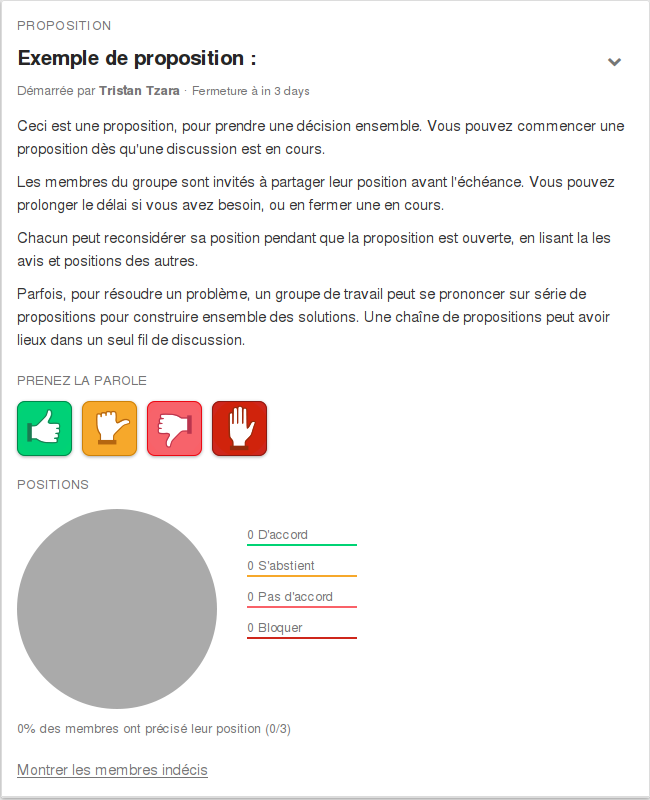 PROPOSITION
Exemple de proposition :
Démarrée par Tristan Tzara · Fermeture à in 3 days
Ceci est une proposition, pour prendre une décision ensemble. Vous pouvez commencer une
proposition dès qu'une discussion est en cours.
Les membres du groupe sont invités à partager leur position avant l'échéance. Vous pouvez
prolonger le délai si vous avez besoin, ou en fermer une en cours.
Chacun peut reconsidérer sa position pendant que la proposition est ouverte, en lisant la les
avis et positions des autres.
Parfois, pour résoudre un problème, un groupe de travail peut se prononcer sur série de
propositions pour construire ensemble des solutions. Une chaîne de propositions peut avoir
lieux dans un seul fil de discussion.
PRENEZ LA PAROLE
POSITIONS
0 D'accord
0 S'abstient
0 Pas d'accord
0 Bloquer
0% des membres ont précisé leur position (0/3)
Montrer les membres indécis